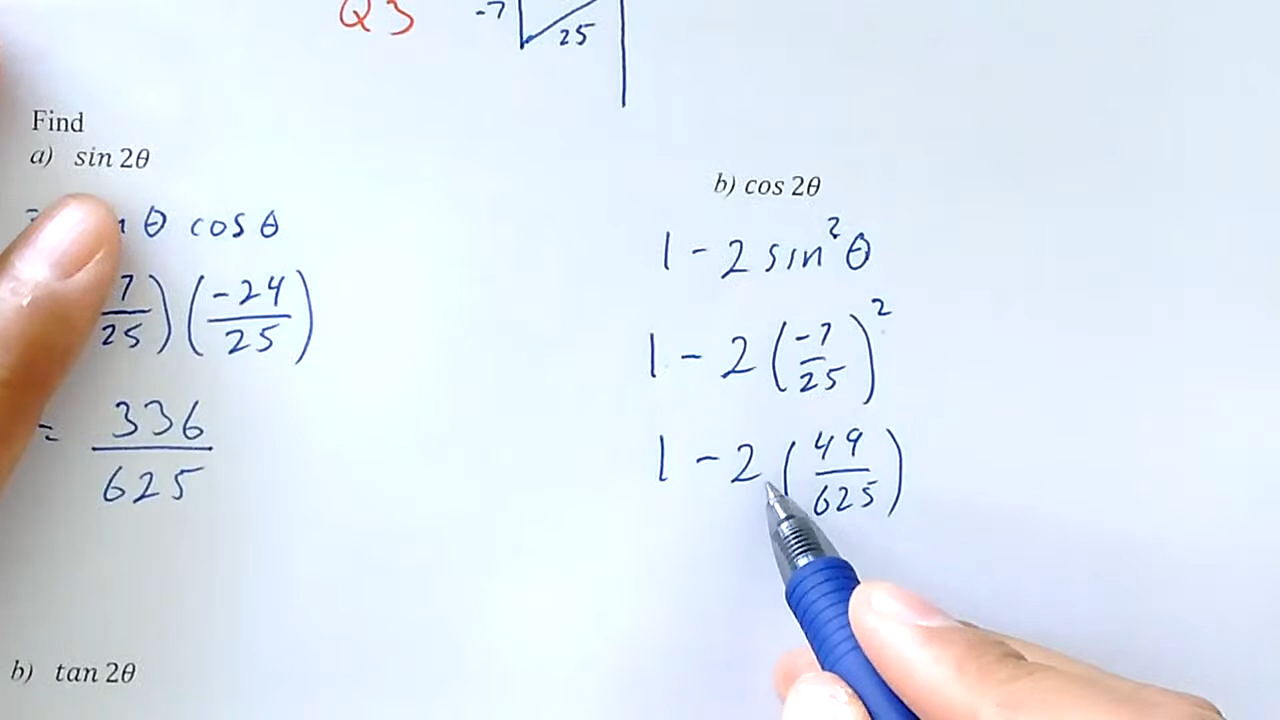 Q3
-7
25
Find
a) sin 2θ
θ cos θ
7/25) (-24/25)
= 336/625
b) cos 2θ
1 - 2 sin²θ
1 - 2 (-7/25)²
1 - 2 (49/625)
b) tan 2θ